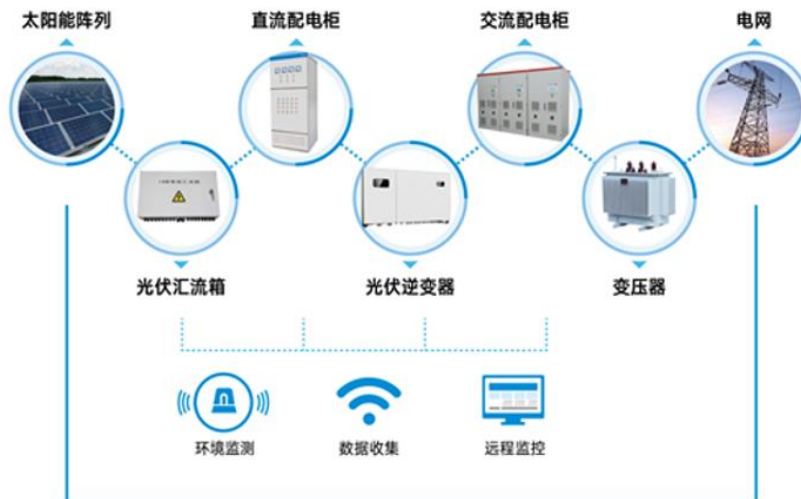 太阳能阵列
直流配电柜
交流配电柜
电网
光伏汇流箱
光伏逆变器
变压器
环境监测
数据收集
远程监控